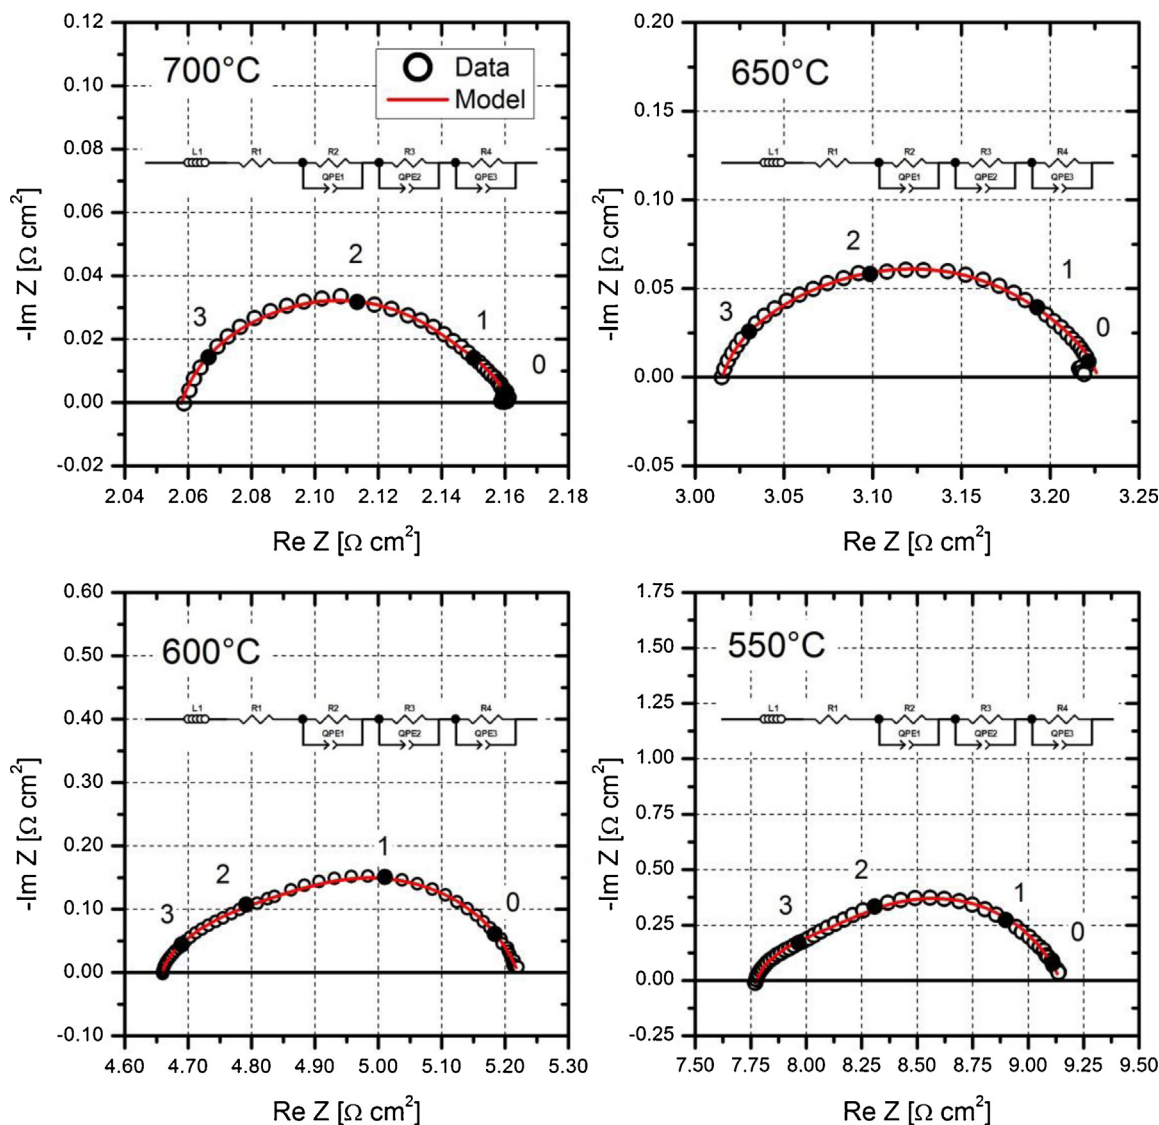 700°C
Data
Model
L1 R1 R2 R3 R4
QPE1 QPE2 QPE3
3 2 1 0
0.12
0.10
0.08
0.06
0.04
0.02
0.00
-0.02
-Im Z [Ω cm²]
2.04 2.06 2.08 2.10 2.12 2.14 2.16 2.18
Re Z [Ω cm²]
650°C
L1 R1 R2 R3 R4
QPE1 QPE2 QPE3
3 2 1 0
0.20
0.15
0.10
0.05
0.00
-0.05
-Im Z [Ω cm²]
3.00 3.05 3.10 3.15 3.20 3.25
Re Z [Ω cm²]
600°C
L1 R1 R2 R3 R4
QPE1 QPE2 QPE3
3 2 1 0
0.60
0.50
0.40
0.30
0.20
0.10
0.00
-0.10
-Im Z [Ω cm²]
4.60 4.70 4.80 4.90 5.00 5.10 5.20 5.30
Re Z [Ω cm²]
550°C
L1 R1 R2 R3 R4
QPE1 QPE2 QPE3
3 2 1 0
1.75
1.50
1.25
1.00
0.75
0.50
0.25
0.00
-0.25
-Im Z [Ω cm²]
7.50 7.75 8.00 8.25 8.50 8.75 9.00 9.25 9.50
Re Z [Ω cm²]